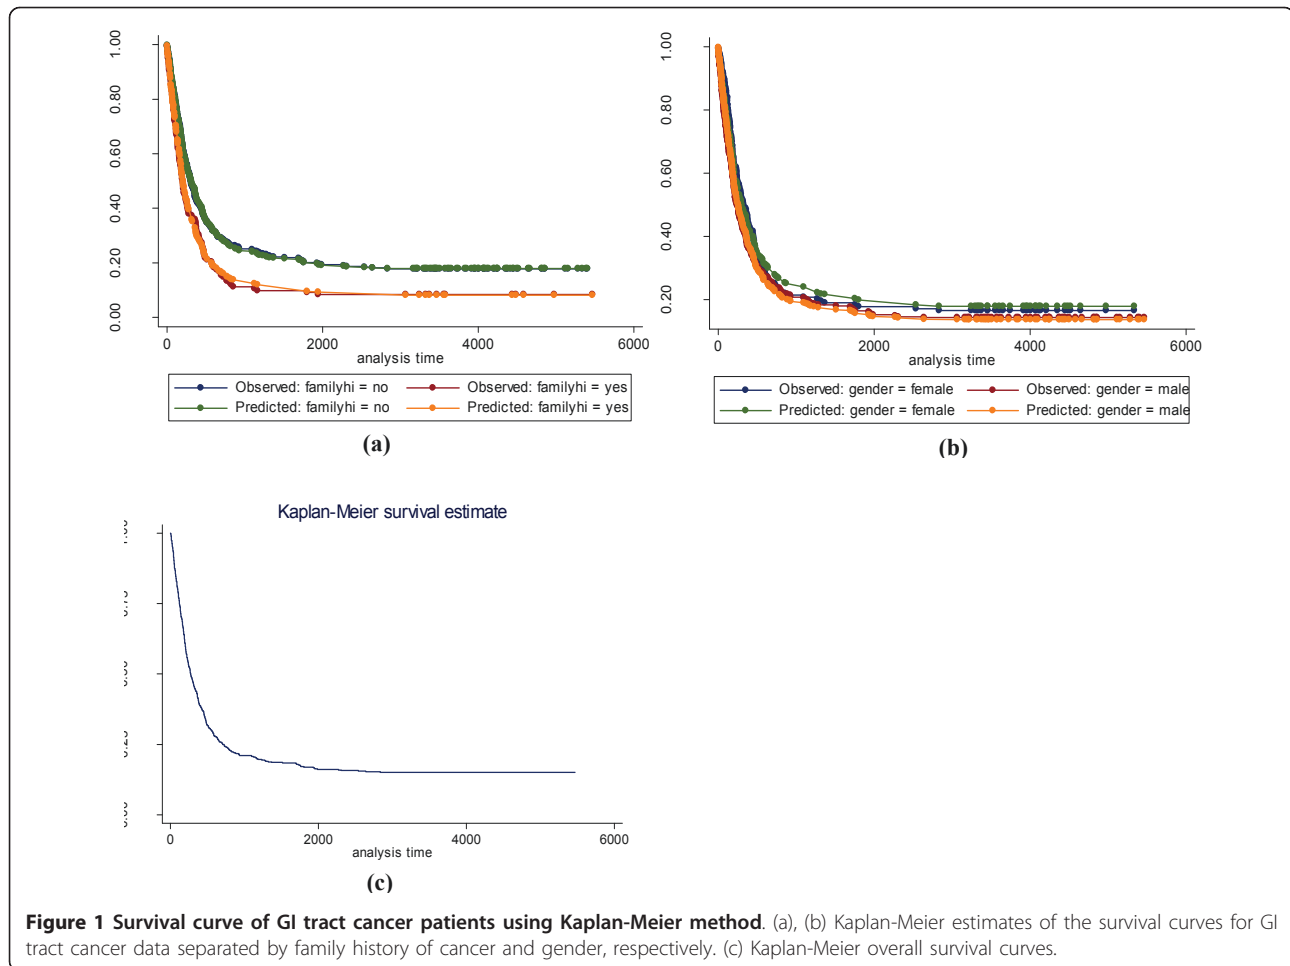 1.00
0.80
0.60
0.40
0.20
0.00
0 2000 4000 6000
analysis time
Observed: familyhi = no Observed: familyhi = yes
Predicted: familyhi = no Predicted: familyhi = yes
(a)
1.00
0.80
0.60
0.40
0.20
0 2000 4000 6000
analysis time
Observed: gender = female Observed: gender = male
Predicted: gender = female Predicted: gender = male
(b)
Kaplan-Meier survival estimate
0 2000 4000 6000
analysis time
(c)
Figure 1 Survival curve of GI tract cancer patients using Kaplan-Meier method. (a), (b) Kaplan-Meier estimates of the survival curves for GI
tract cancer data separated by family history of cancer and gender, respectively. (c) Kaplan-Meier overall survival curves.